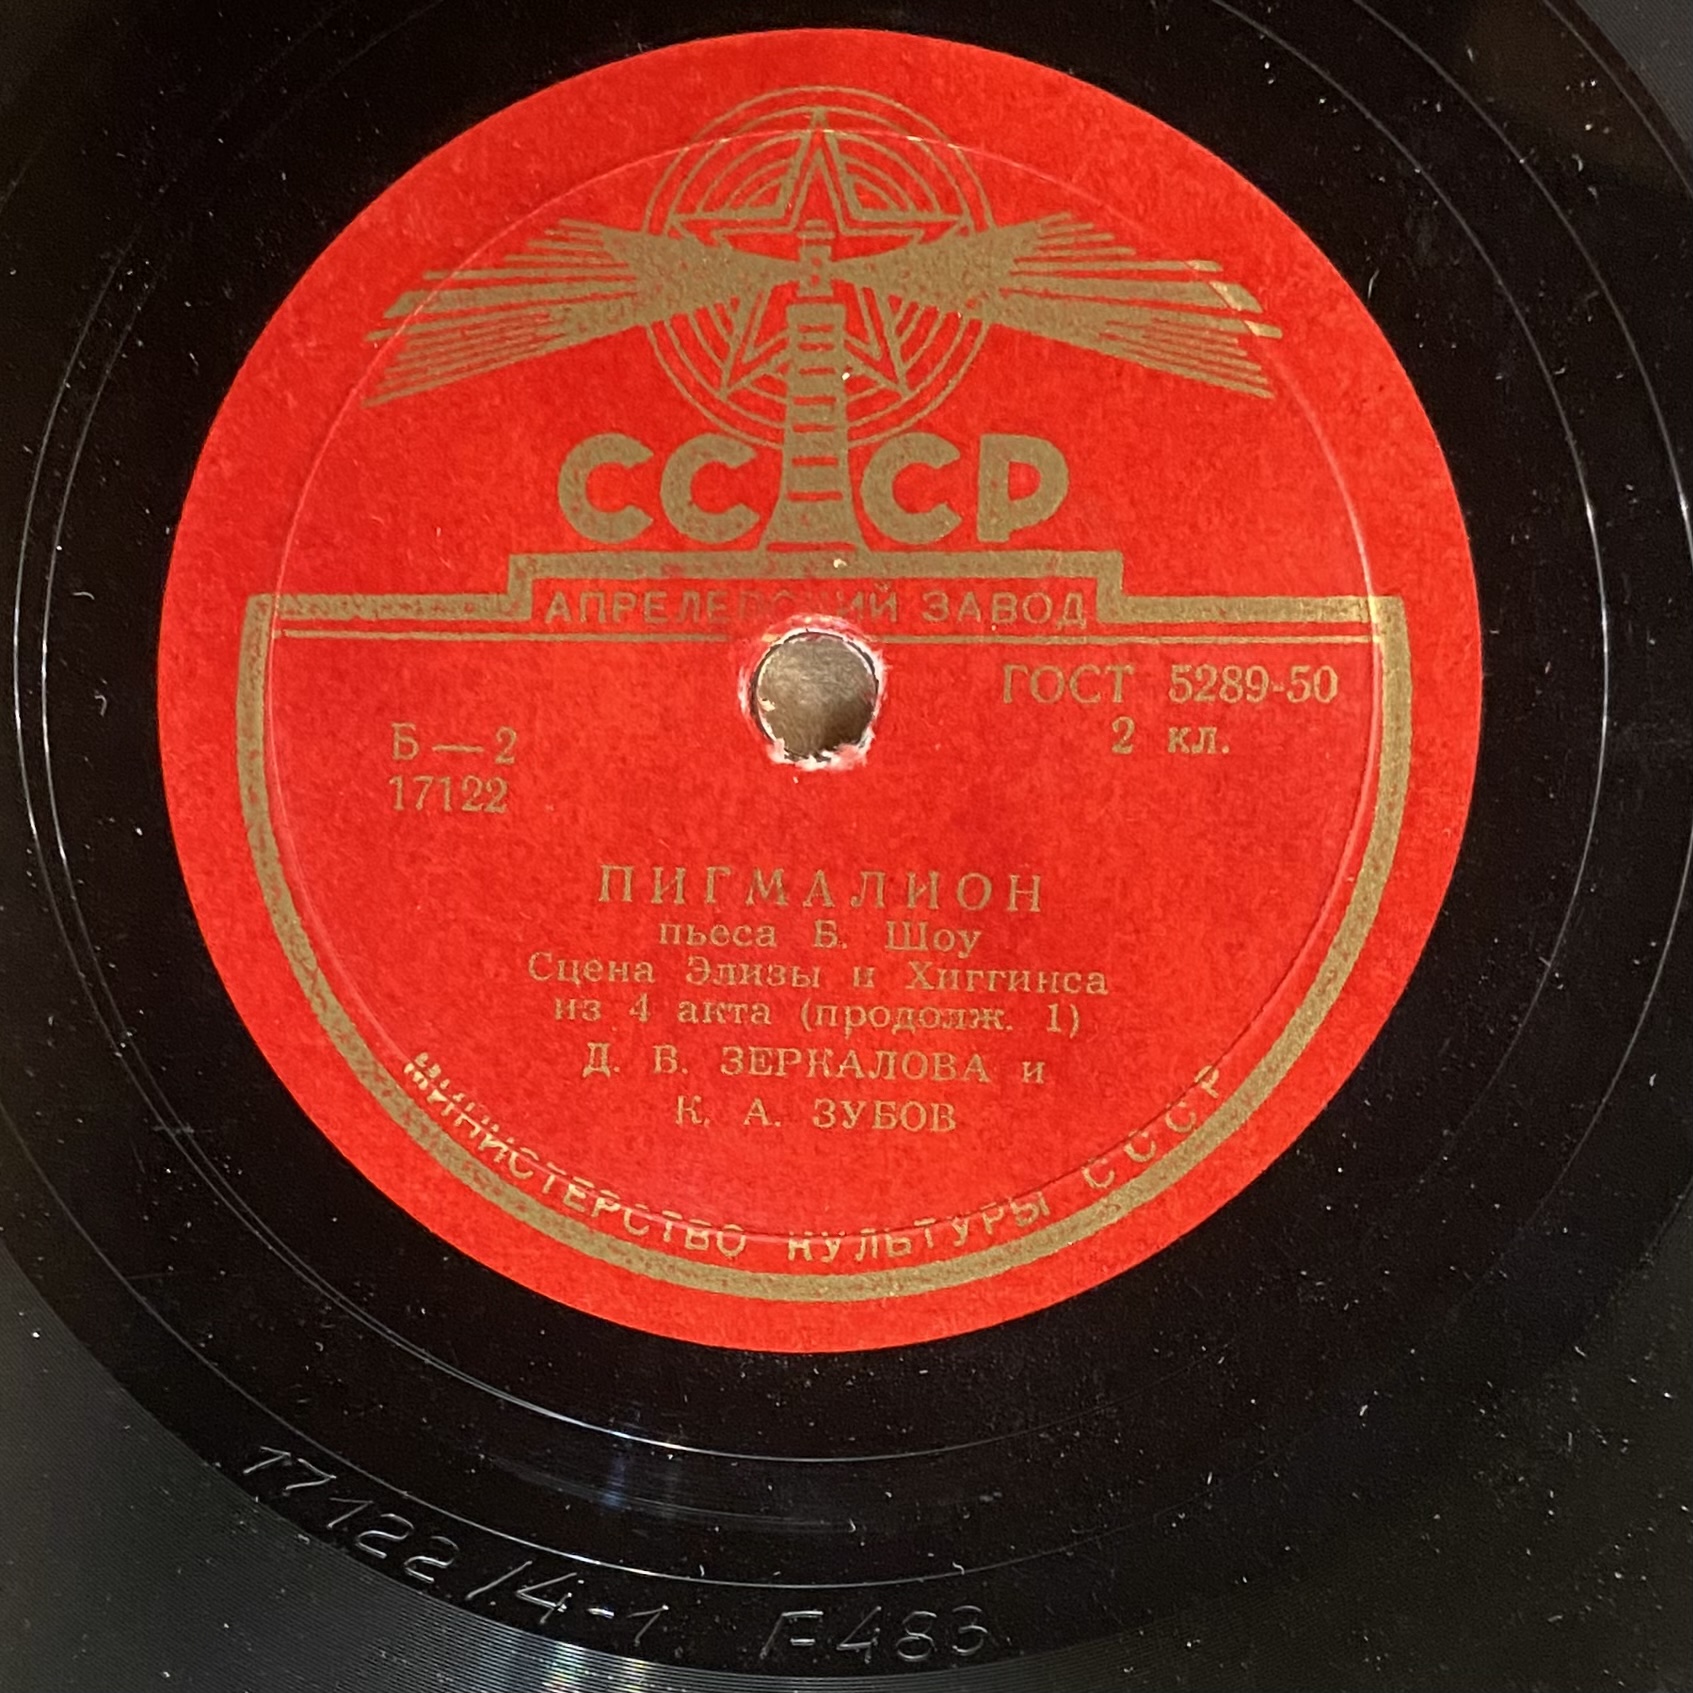 СССР
АПРЕЛЕВСКИЙ ЗАВОД
ГОСТ 5289-50
2 кл.
Б — 2
17122
ПИГМАЛИОН
пьеса Б. Шоу
Сцена Элизы и Хиггинса
из 4 акта (продолж. 1)
Д. В. ЗЕРКАЛОВА и
К. А. ЗУБОВ
МИНИСТЕРСТВО КУЛЬТУРЫ СССР
17122/4-1 Г-483